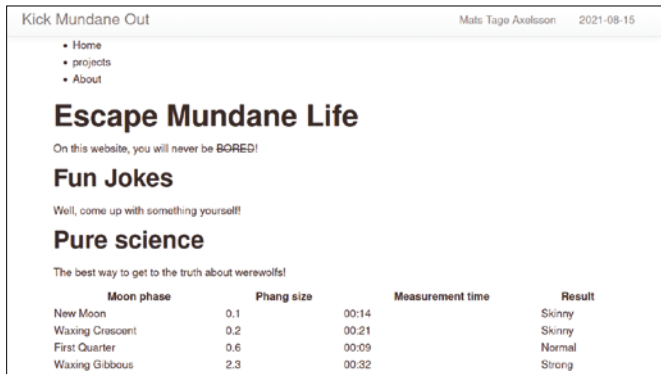 Kick Mundane Out Mats Tage Axelsson 2021-08-15
• Home
• projects
• About
Escape Mundane Life
On this website, you will never be BORED!
Fun Jokes
Well, come up with something yourself!
Pure science
The best way to get to the truth about werewolfs!
Moon phase Phang size Measurement time Result
New Moon 0.1 00:14 Skinny
Waxing Crescent 0.2 00:21 Skinny
First Quarter 0.6 00:09 Normal
Waxing Gibbous 2.3 00:32 Strong